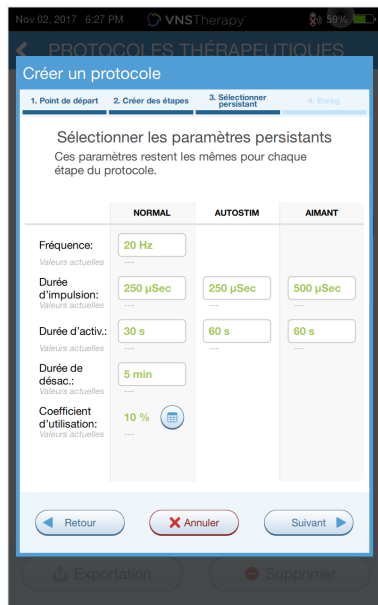 Nov 02, 2017 6:27 PM VNSTherapy 59%
PROTOCOLES THÉRAPEUTIQUES
Créer un protocole
1. Point de départ 2. Créer des étapes 3. Sélectionner 4. Enreg.
persistant
Sélectionner les paramètres persistants
Ces paramètres restent les mêmes pour chaque
étape du protocole.
NORMAL AUTOSTIM AIMANT
Fréquence: 20 Hz
Valeurs actuelles ----
Durée
d'impulsion: 250 µSec 250 µSec 500 µSec
Valeurs actuelles ---- ---- ----
Durée d'activ.: 30 s 60 s 60 s
Valeurs actuelles ---- ---- ----
Durée de
désac.: 5 min
Valeurs actuelles ----
Coefficient
d'utilisation: 10 %
Valeurs actuelles ----
Retour Annuler Suivant
Exportation Supprimer